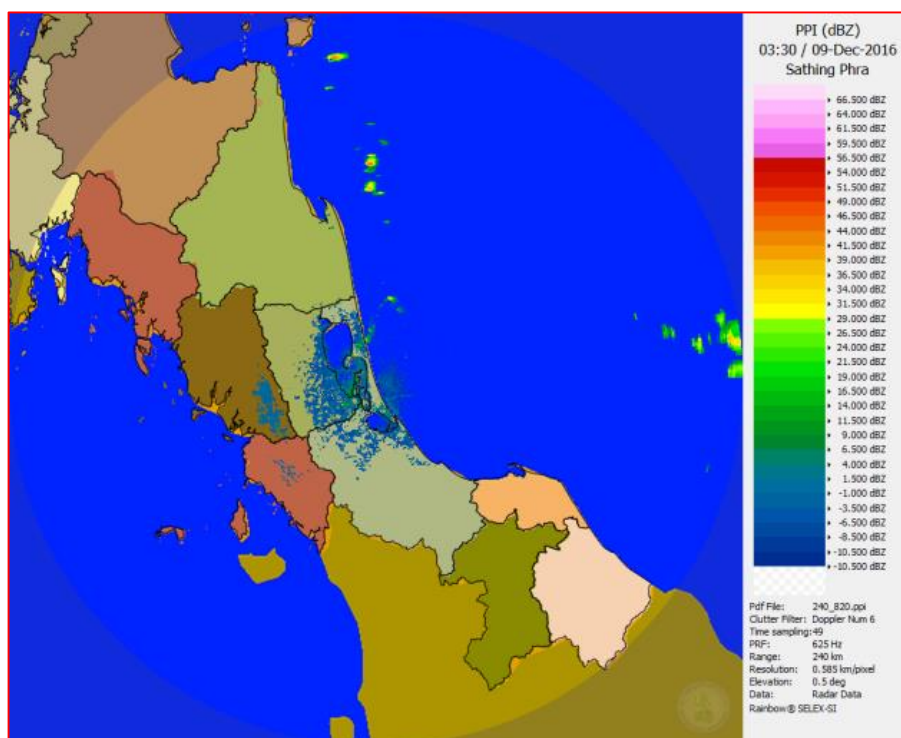 PPI (dBZ)
03:30 / 09-Dec-2016
Sathing Phra
66.500 dBZ
64.000 dBZ
61.500 dBZ
59.500 dBZ
56.500 dBZ
54.000 dBZ
51.500 dBZ
49.000 dBZ
46.500 dBZ
44.000 dBZ
41.500 dBZ
39.000 dBZ
36.500 dBZ
34.000 dBZ
31.500 dBZ
29.000 dBZ
26.500 dBZ
24.000 dBZ
21.500 dBZ
19.000 dBZ
16.500 dBZ
14.000 dBZ
11.500 dBZ
9.000 dBZ
6.500 dBZ
4.000 dBZ
1.500 dBZ
-1.000 dBZ
-3.500 dBZ
-6.500 dBZ
-8.500 dBZ
-10.500 dBZ
-10.500 dBZ
Pdf File: 240_820.ppi
Clutter Filter: Doppler Num 6
Time sampling:49
PRF: 625 Hz
Range: 240 km
Resolution: 0.585 km/pixel
Elevation: 0.5 deg
Data: Radar Data
Rainbow® SELEX-SI